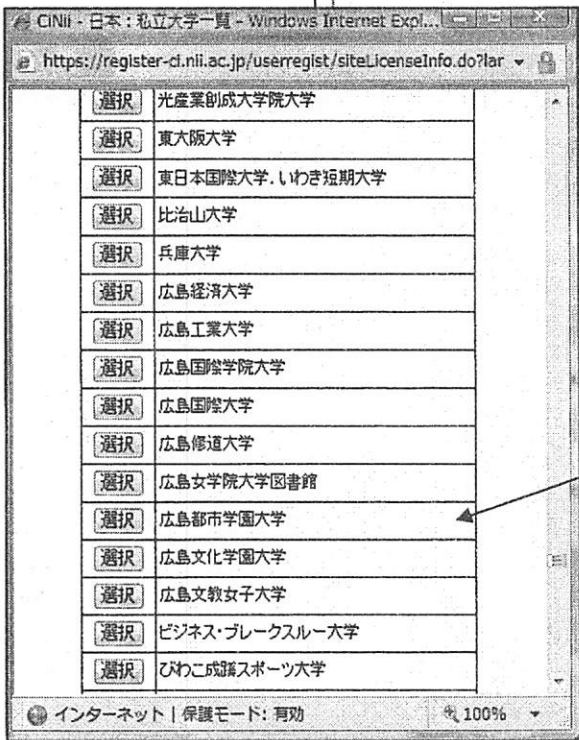 CiNii - 日本：私立大学一覧 - Windows Internet Expl...
https://register-ci.nii.ac.jp/userregist/siteLicenseInfo.do?lar
選択 光産業創成大学院大学
選択 東大阪大学
選択 東日本国際大学．いわき短期大学
選択 比治山大学
選択 兵庫大学
選択 広島経済大学
選択 広島工業大学
選択 広島国際学院大学
選択 広島国際大学
選択 広島修道大学
選択 広島女学院大学図書館
選択 広島都市学園大学
選択 広島文化学園大学
選択 広島文教女子大学
選択 ビジネス・ブレークスルー大学
選択 びわこ成蹊スポーツ大学
インターネット | 保護モード: 有効 100%